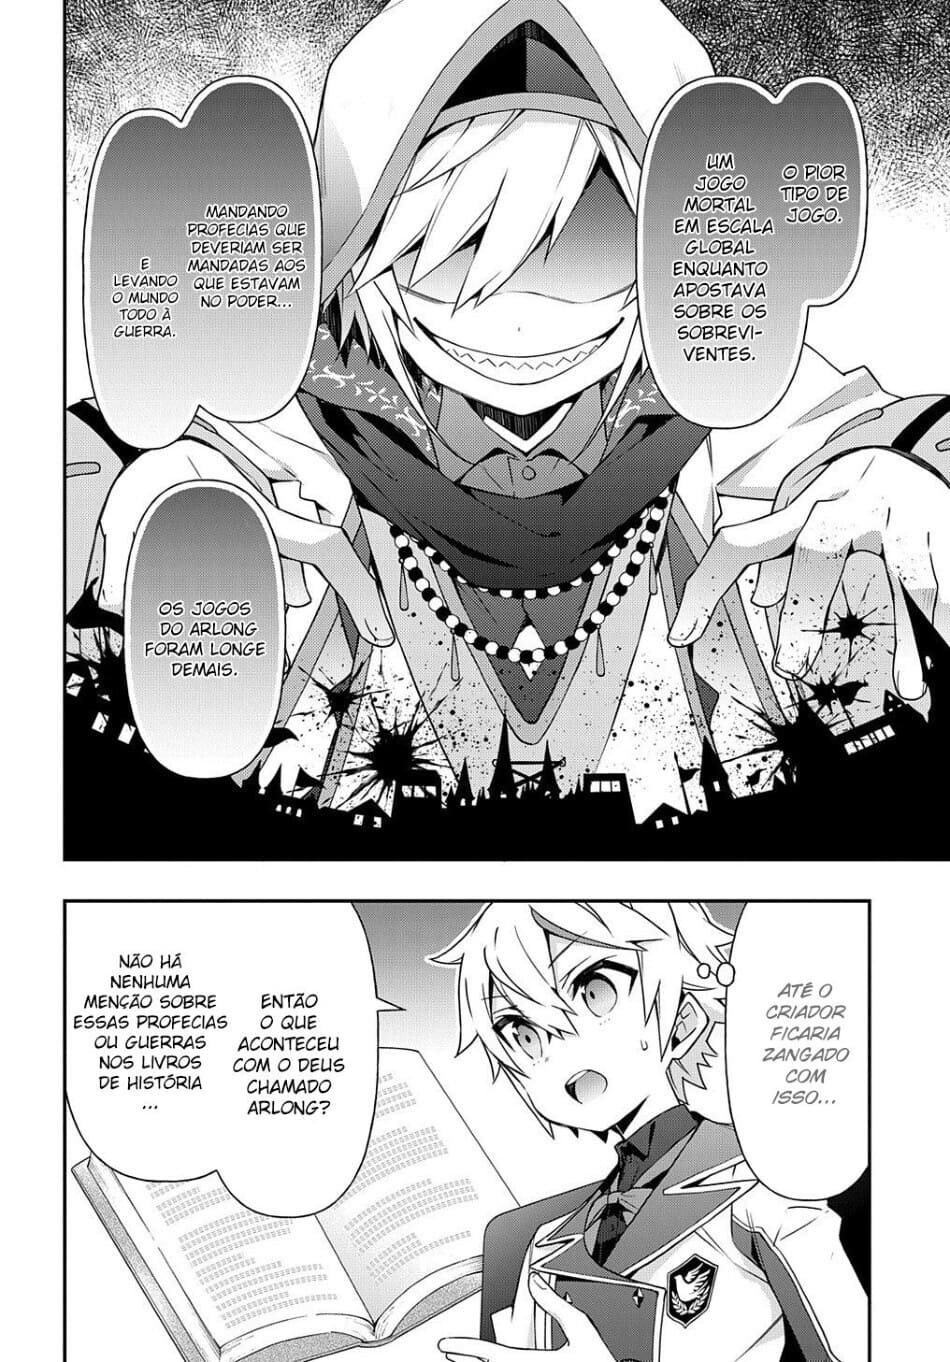 O PIOR
TIPO DE
JOGO.
UM
JOGO
MORTAL
EM ESCALA
GLOBAL
ENQUANTO
APOSTAVA
SOBRE OS
SOBREVI-
VENTES.
MANDANDO
PROFECIAS QUE
DEVERIAM SER
MANDADAS AOS
QUE ESTAVAM
NO PODER...
E
LEVANDO
O MUNDO
TODO À
GUERRA.
OS JOGOS
DO ARLONG
FORAM LONGE
DEMAIS.
ATÉ O
CRIADOR
FICARIA
ZANGADO
COM
ISSO...
ENTÃO
O QUE
ACONTECEU
COM O DEUS
CHAMADO
ARLONG?
NÃO HÁ
NENHUMA
MENÇÃO SOBRE
ESSAS PROFECIAS
OU GUERRAS
NOS LIVROS
DE HISTÓRIA
...